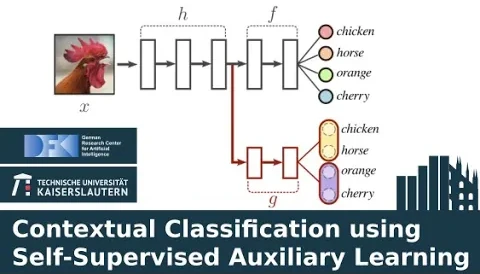 h
f
chicken
horse
orange
cherry
x
chicken
horse
orange
cherry
g
DFK
German
Research Center
for Artificial
Intelligence
TECHNISCHE UNIVERSITÄT
KAISERSLAUTERN
Contextual Classification using
Self-Supervised Auxiliary Learning